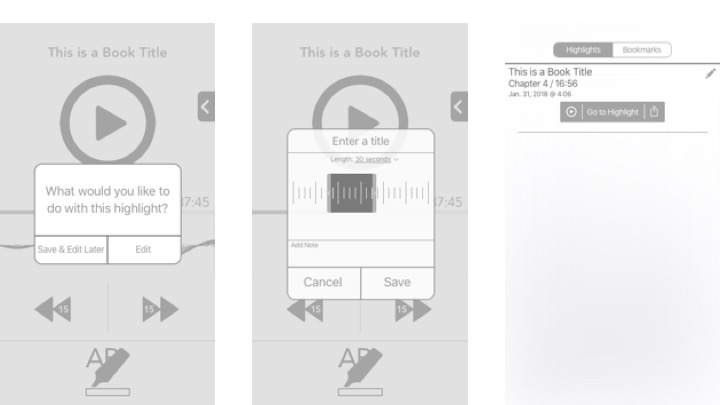 This is a Book Title
What would you like to
do with this highlight?
37:45
Save & Edit Later
Edit
15
15
This is a Book Title
Enter a title
Length: 30 seconds
37:45
Add Note
Cancel
Save
15
15
Highlights
Bookmarks
This is a Book Title
Chapter 4 / 16:56
Jan. 31, 2018 @ 4:06
Go to Highlight